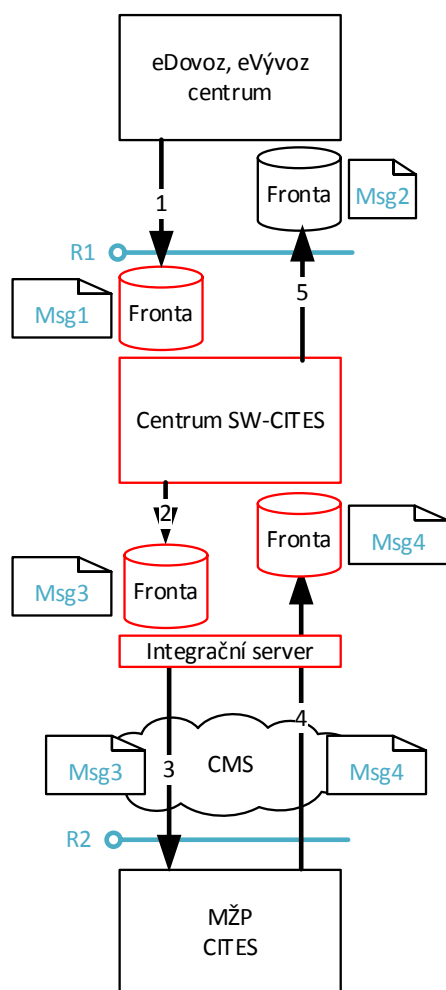 eDovoz, eVývoz
centrum
1
Fronta
Msg2
R1
5
Msg1
Fronta
Centrum SW-CITES
2
Fronta
Msg4
Msg3
Fronta
Integrační server
4
Msg3
3
CMS
Msg4
R2
MŽP
CITES